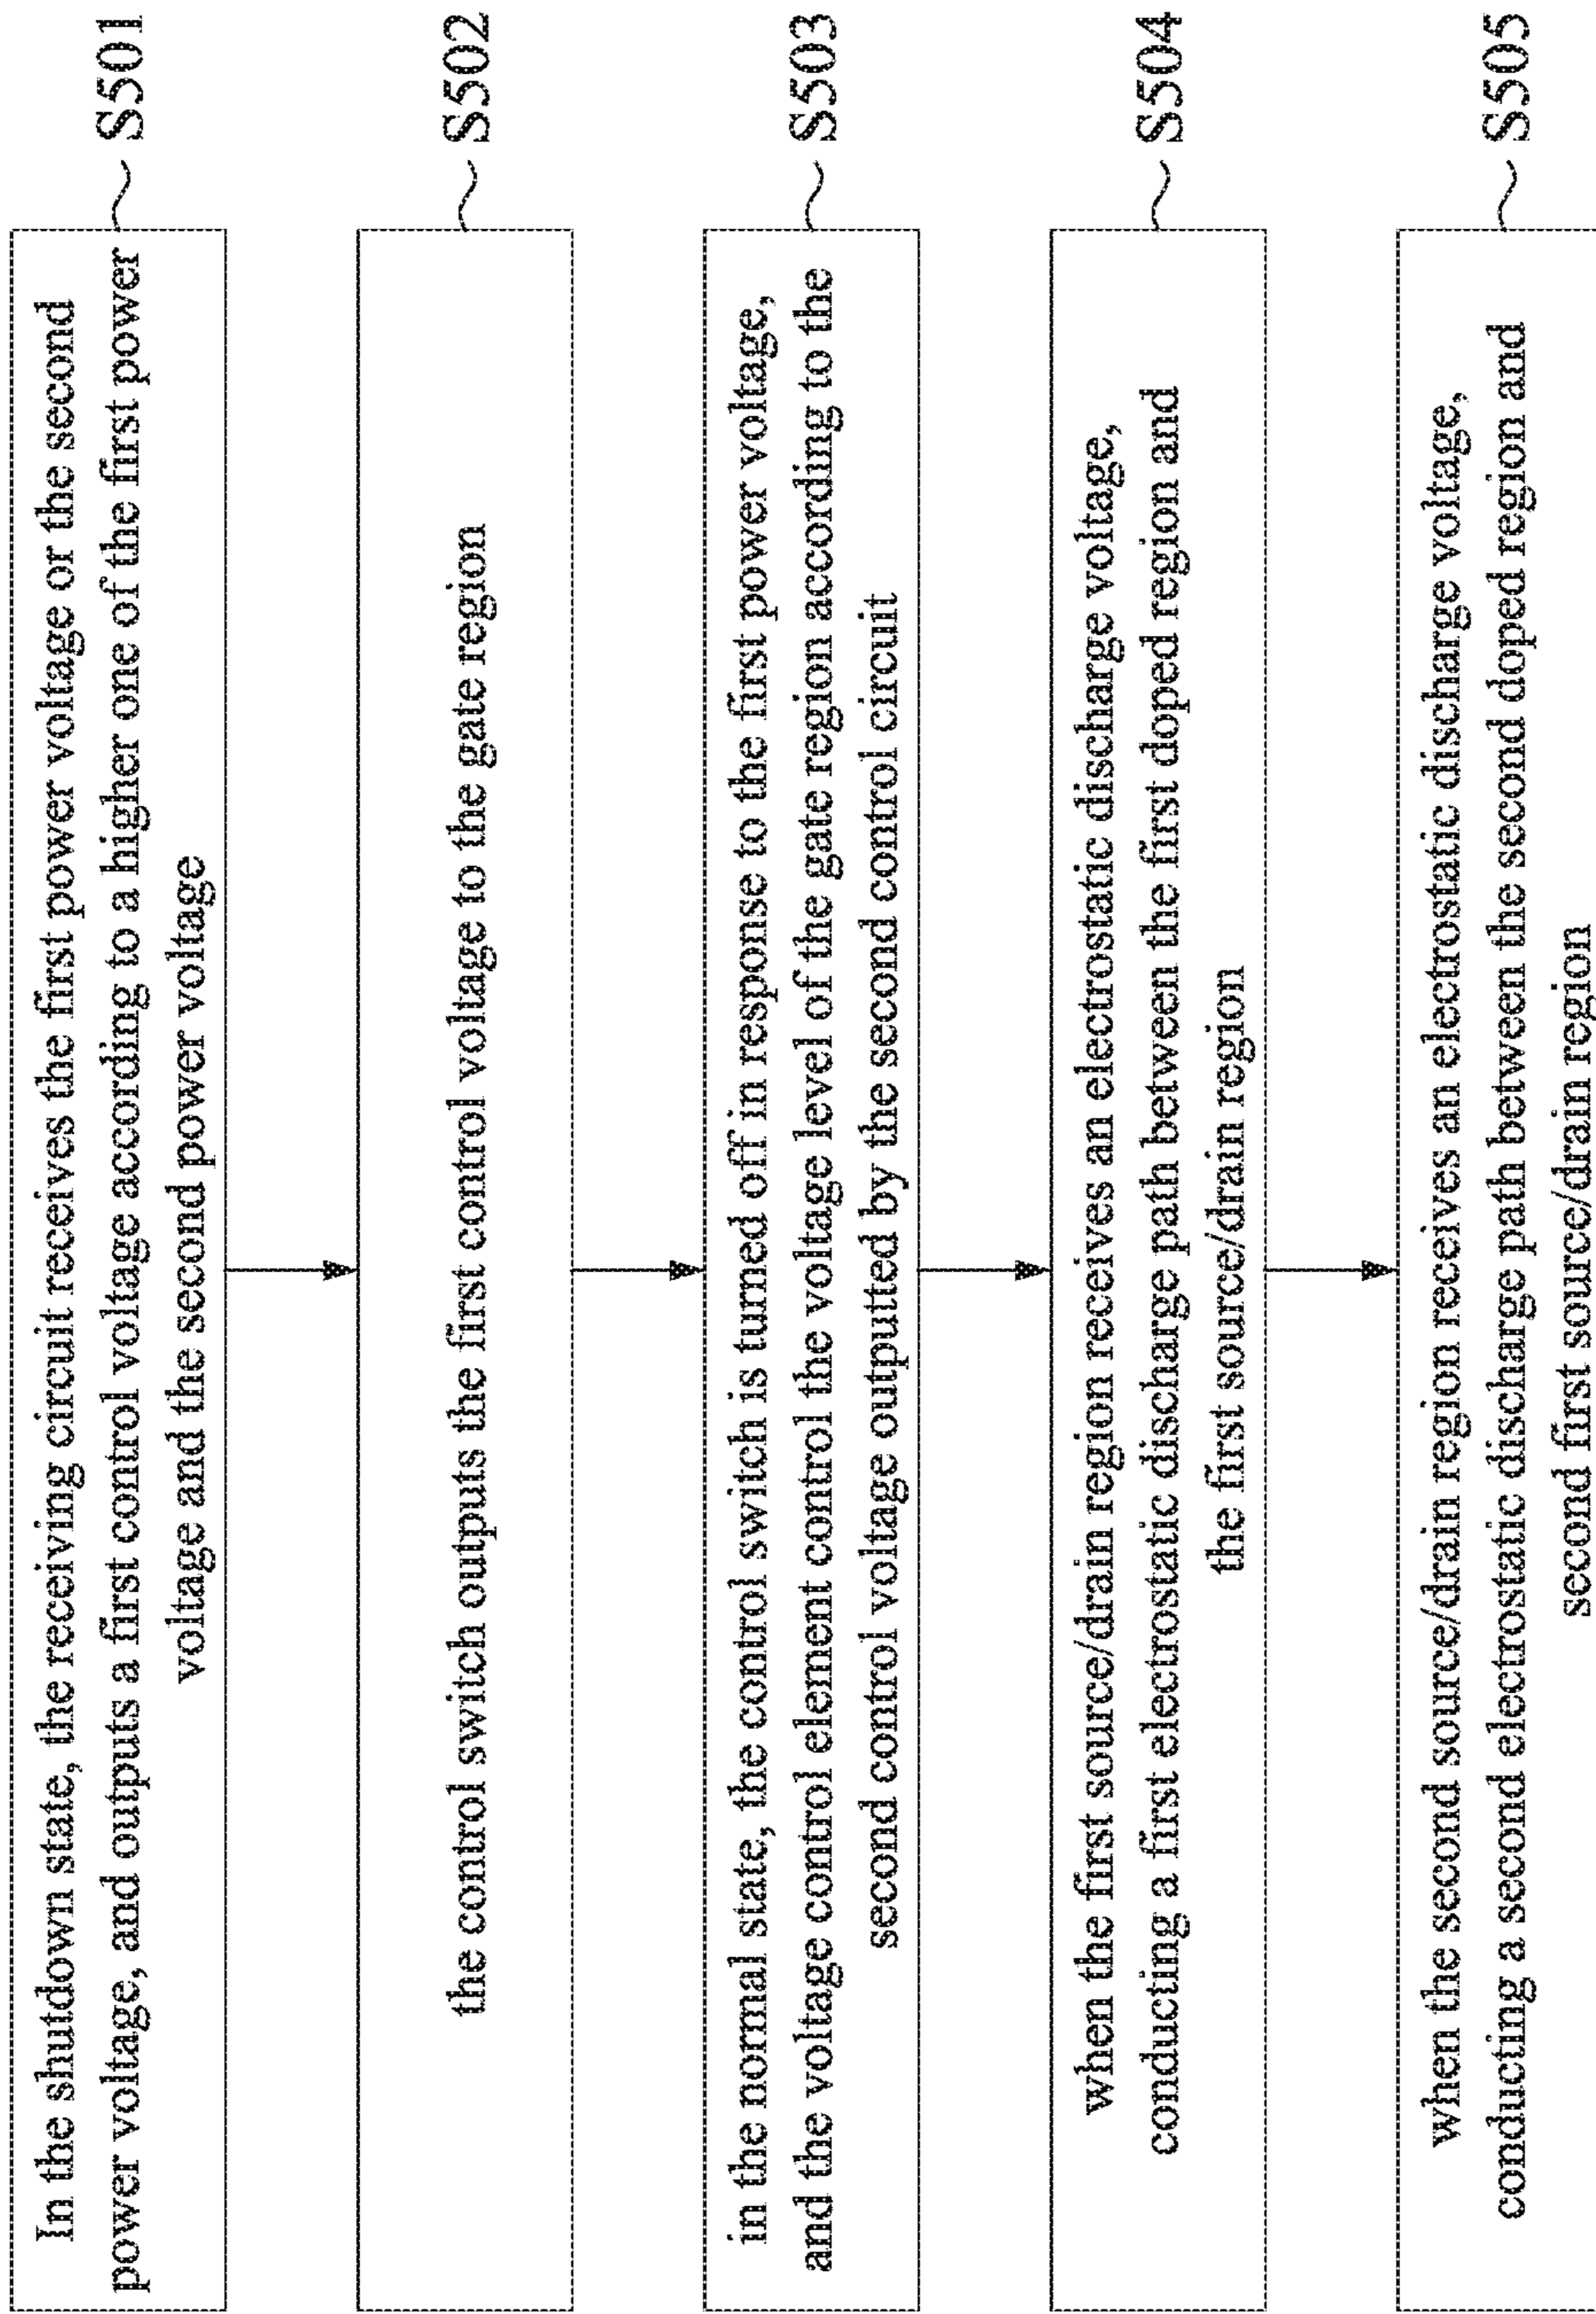 In the shutdown state, the receiving circuit receives the first power voltage or the second
power voltage, and outputs a first control voltage according to a higher one of the first power
voltage and the second power voltage
S501
the control switch outputs the first control voltage to the gate region
S502
in the normal state, the control switch is turned off in response to the first power voltage,
and the voltage control element control the voltage level of the gate region according to the
second control voltage outputted by the second control circuit
S503
when the first source/drain region receives an electrostatic discharge voltage,
conducting a first electrostatic discharge path between the first doped region and
the first source/drain region
S504
when the second source/drain region receives an electrostatic discharge voltage,
conducting a second electrostatic discharge path between the second doped region and
second first source/drain region
S505